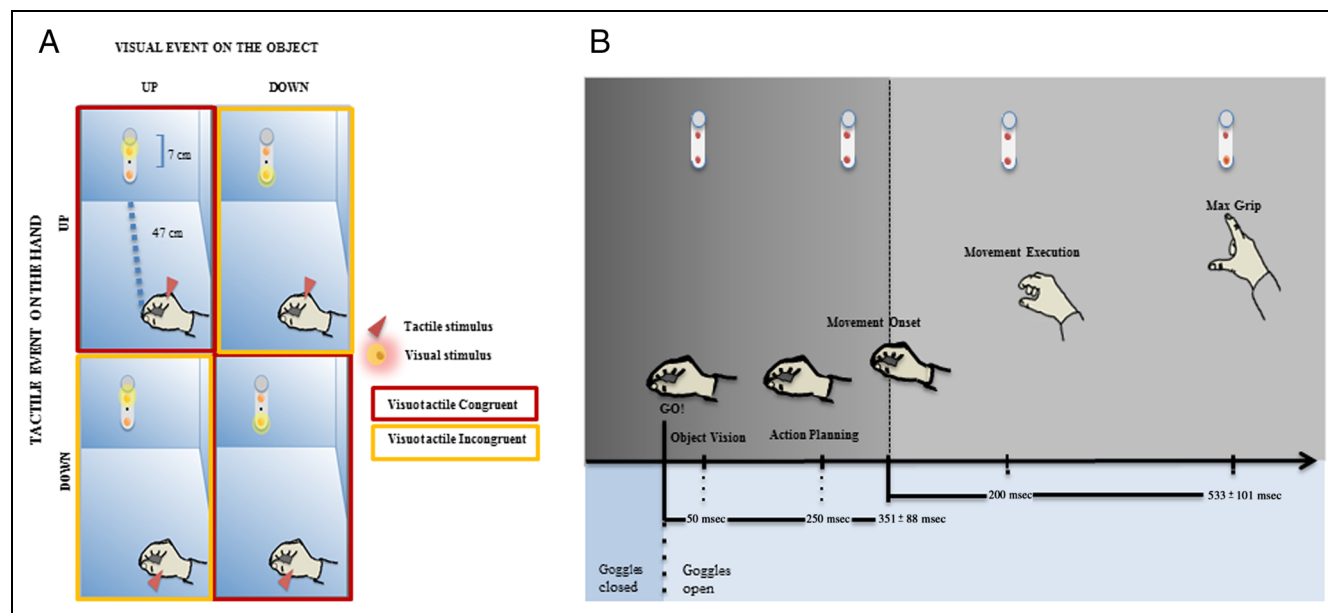 A
VISUAL EVENT ON THE OBJECT
UP
DOWN
TACTILE EVENT ON THE HAND
UP
DOWN
7 cm
47 cm
Tactile stimulus
Visual stimulus
Visuotactile Congruent
Visuotactile Incongruent
B
Max Grip
Movement Execution
Movement Onset
GO!
Object Vision
Action Planning
50 msec
250 msec
351 ± 88 msec
200 msec
533 ± 101 msec
Goggles
closed
Goggles
open